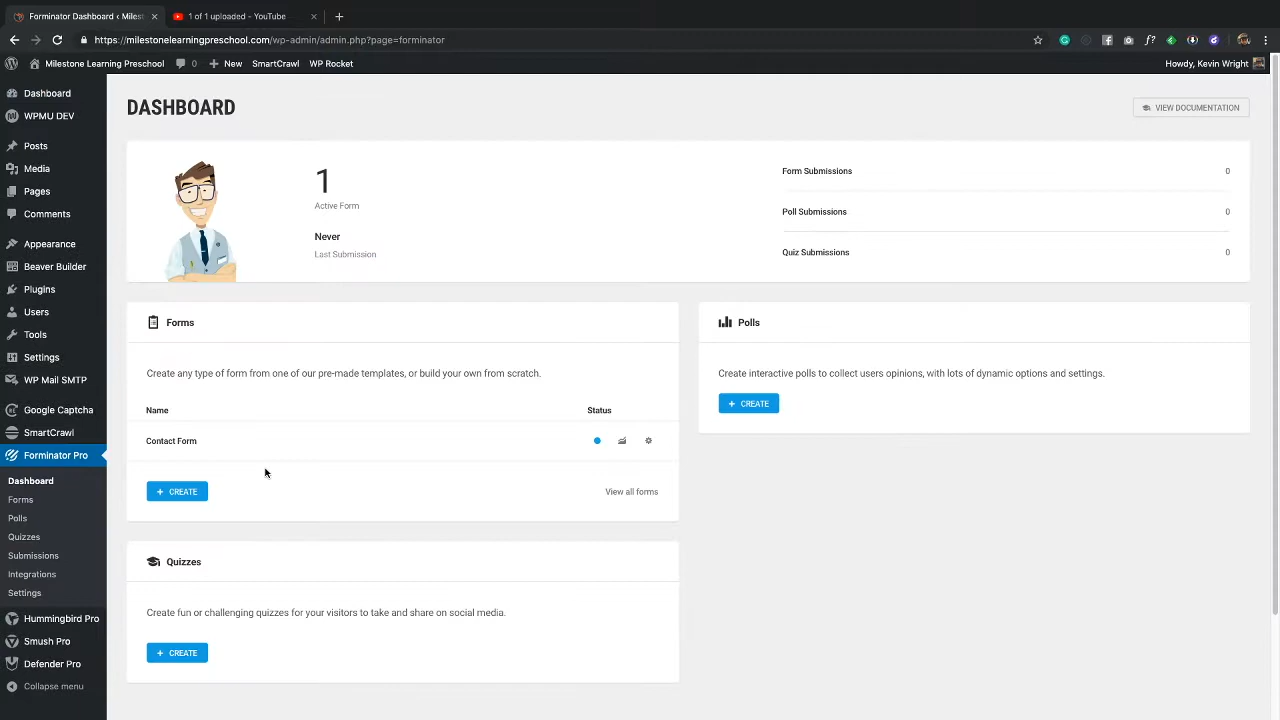 Forminator Dashboard ‹ Milest
1 of 1 uploaded - YouTube
https://milestonelearningpreschool.com/wp-admin/admin.php?page=forminator
Milestone Learning Preschool
0
New
SmartCrawl
WP Rocket
Howdy, Kevin Wright
Dashboard
WPMU DEV
Posts
Media
Pages
Comments
Appearance
Beaver Builder
Plugins
Users
Tools
Settings
WP Mail SMTP
Google Captcha
SmartCrawl
Forminator Pro
Dashboard
Forms
Polls
Quizzes
Submissions
Integrations
Settings
Hummingbird Pro
Smush Pro
Defender Pro
Collapse menu
DASHBOARD
VIEW DOCUMENTATION
1
Active Form
Never
Last Submission
Form Submissions 0
Poll Submissions 0
Quiz Submissions 0
Forms
Create any type of form from one of our pre-made templates, or build your own from scratch.
Name Status
Contact Form
+ CREATE
View all forms
Polls
Create interactive polls to collect users opinions, with lots of dynamic options and settings.
+ CREATE
Quizzes
Create fun or challenging quizzes for your visitors to take and share on social media.
+ CREATE